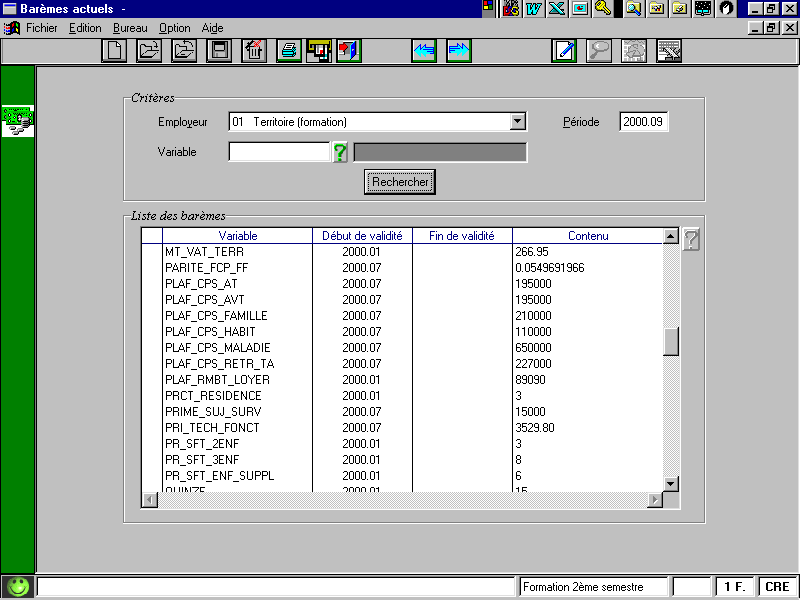 Barèmes actuels -
Fichier Edition Bureau Option Aide
Critères
Employeur 01 Territoire (formation) Période 2000.09
Variable ?
Rechercher
Liste des barèmes
Variable Début de validité Fin de validité Contenu ?
MT_VAT_TERR 2000.01 266.95
PARITE_FCP_FF 2000.07 0.0549691966
PLAF_CPS_AT 2000.07 195000
PLAF_CPS_AVT 2000.07 195000
PLAF_CPS_FAMILLE 2000.07 210000
PLAF_CPS_HABIT 2000.07 110000
PLAF_CPS_MALADIE 2000.07 650000
PLAF_CPS_RETR_TA 2000.07 227000
PLAF_RMBT_LOYER 2000.01 89090
PRCT_RESIDENCE 2000.01 3
PRIME_SUJ_SURV 2000.07 15000
PRI_TECH_FONCT 2000.07 3529.80
PR_SFT_2ENF 2000.01 3
PR_SFT_3ENF 2000.01 8
PR_SFT_ENF_SUPPL 2000.01 6
QUINZE 2000.01 15
Formation 2ème semestre 1 F. CRE